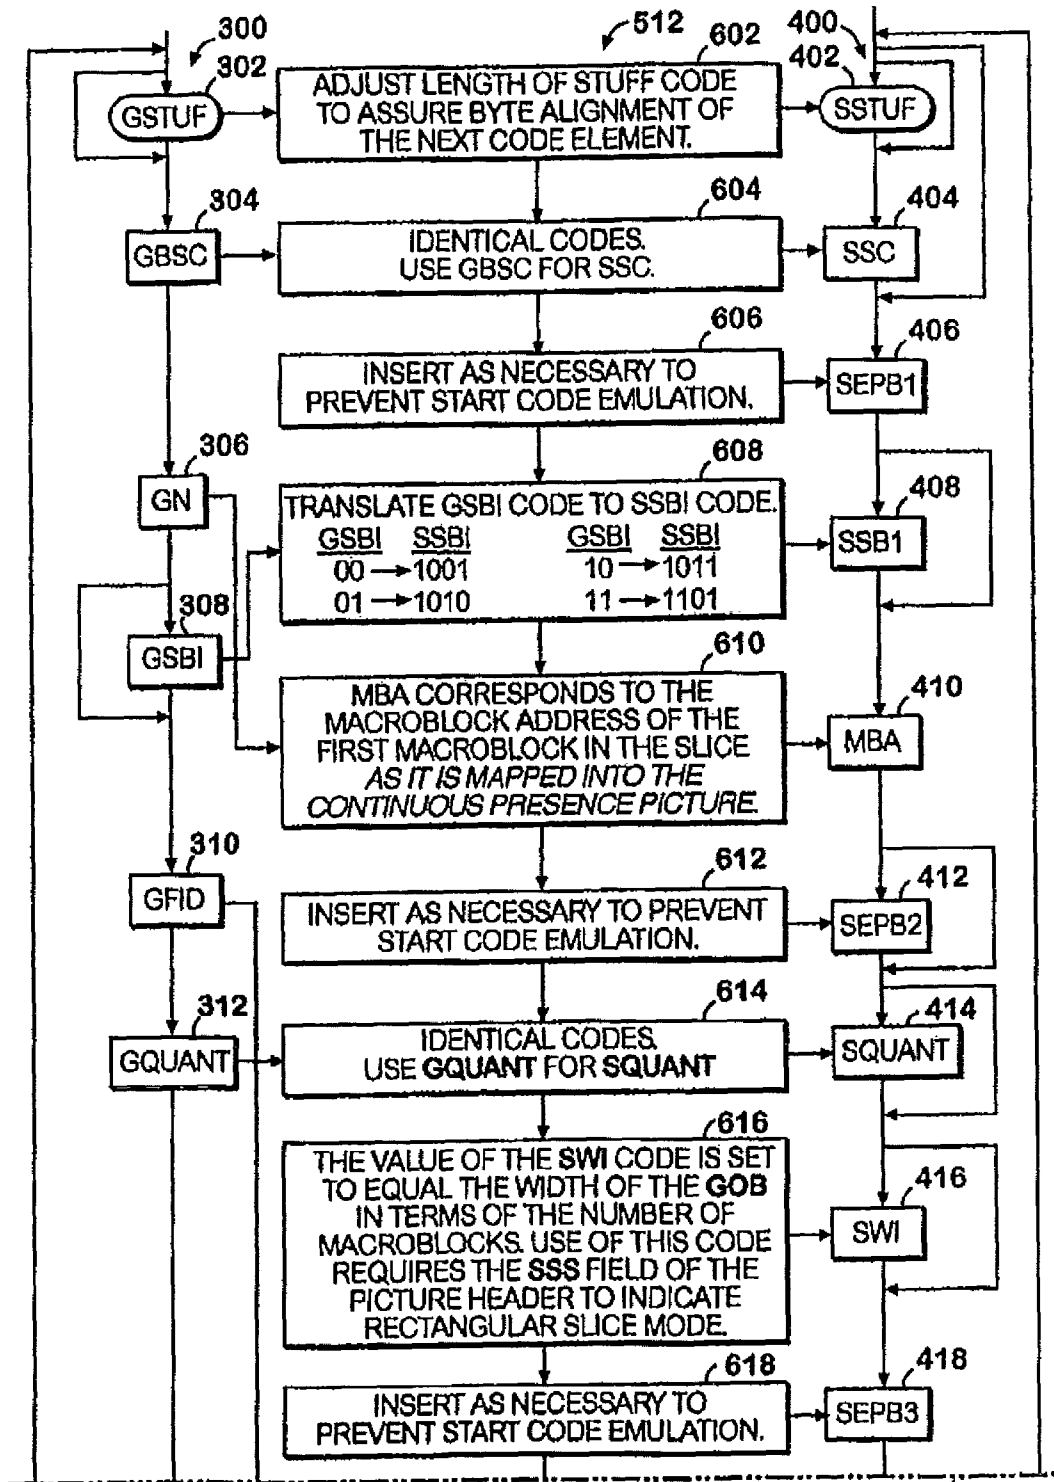 300
512
602
400
302
402
GSTUF
ADJUST LENGTH OF STUFF CODE
TO ASSURE BYTE ALIGNMENT OF
THE NEXT CODE ELEMENT.
SSTUF
304
604
404
GBSC
IDENTICAL CODES.
USE GBSC FOR SSC.
SSC
606
406
INSERT AS NECESSARY TO
PREVENT START CODE EMULATION.
SEPB1
306
608
GN
TRANSLATE GSBI CODE TO SSBI CODE.
408
GSBI SSBI GSBI SSBI
00 → 1001 10 → 1011
01 → 1010 11 → 1101
SSB1
308
GSBI
610
MBA CORRESPONDS TO THE
MACROBLOCK ADDRESS OF THE
FIRST MACROBLOCK IN THE SLICE
AS IT IS MAPPED INTO THE
CONTINUOUS PRESENCE PICTURE.
410
MBA
310
GFID
612
412
INSERT AS NECESSARY TO PREVENT
START CODE EMULATION.
SEPB2
312
614
414
GQUANT
IDENTICAL CODES.
USE GQUANT FOR SQUANT
SQUANT
616
THE VALUE OF THE SWI CODE IS SET
TO EQUAL THE WIDTH OF THE GOB
IN TERMS OF THE NUMBER OF
MACROBLOCKS. USE OF THIS CODE
REQUIRES THE SSS FIELD OF THE
PICTURE HEADER TO INDICATE
RECTANGULAR SLICE MODE.
416
SWI
618
418
INSERT AS NECESSARY TO
PREVENT START CODE EMULATION.
SEPB3